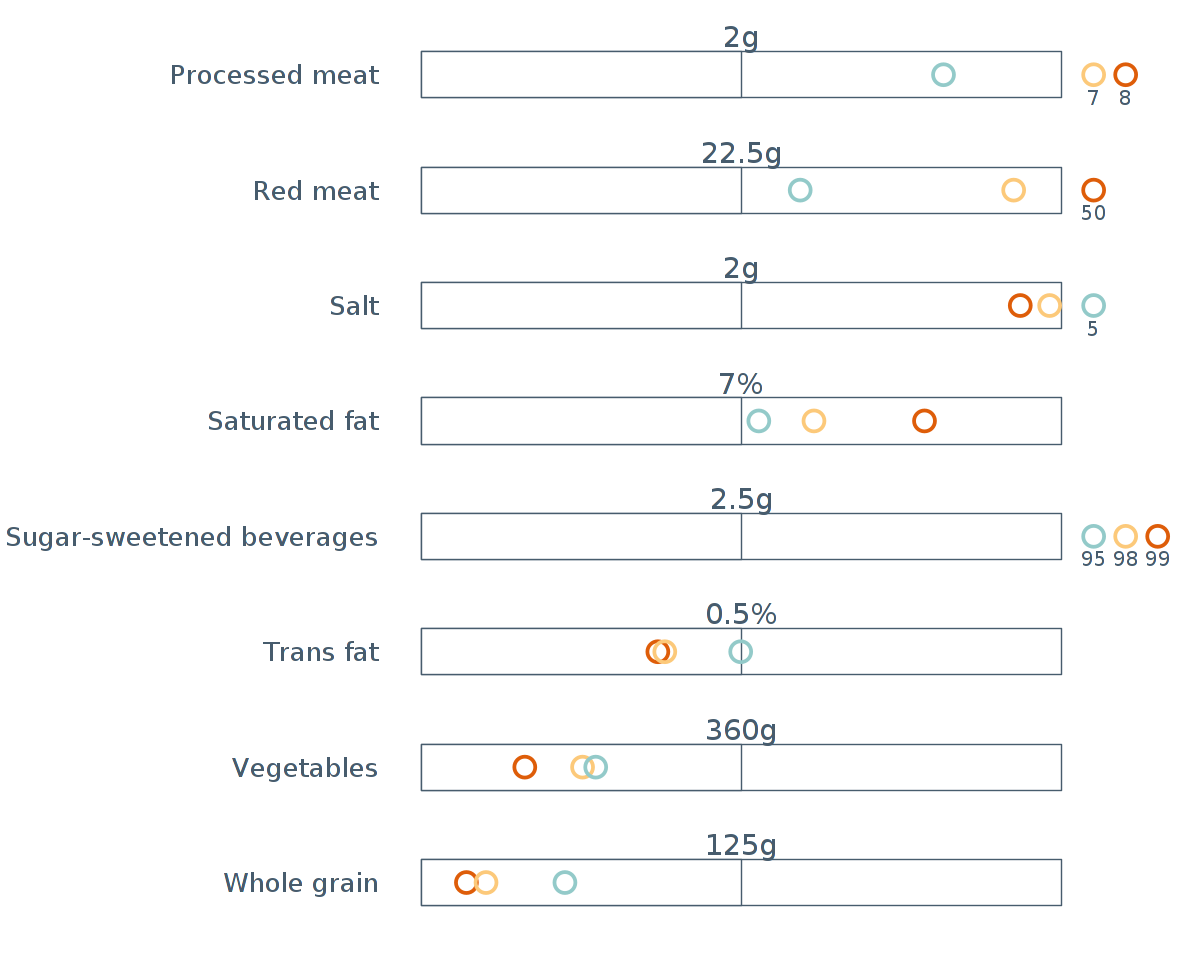 2g
Processed meat
7 8
22.5g
Red meat
50
2g
Salt
5
7%
Saturated fat
2.5g
Sugar-sweetened beverages
95 98 99
0.5%
Trans fat
360g
Vegetables
125g
Whole grain